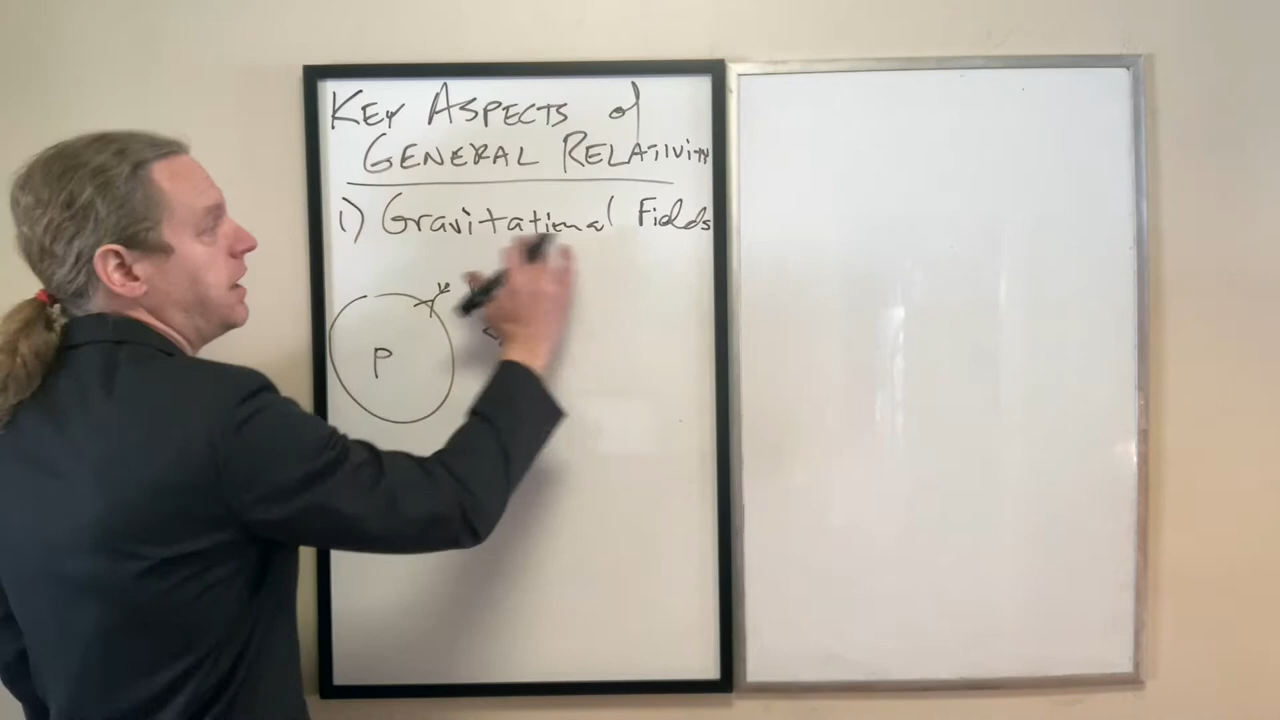 KEY ASPECTS of
GENERAL RELATIVITY
1) Gravitational Fields
P